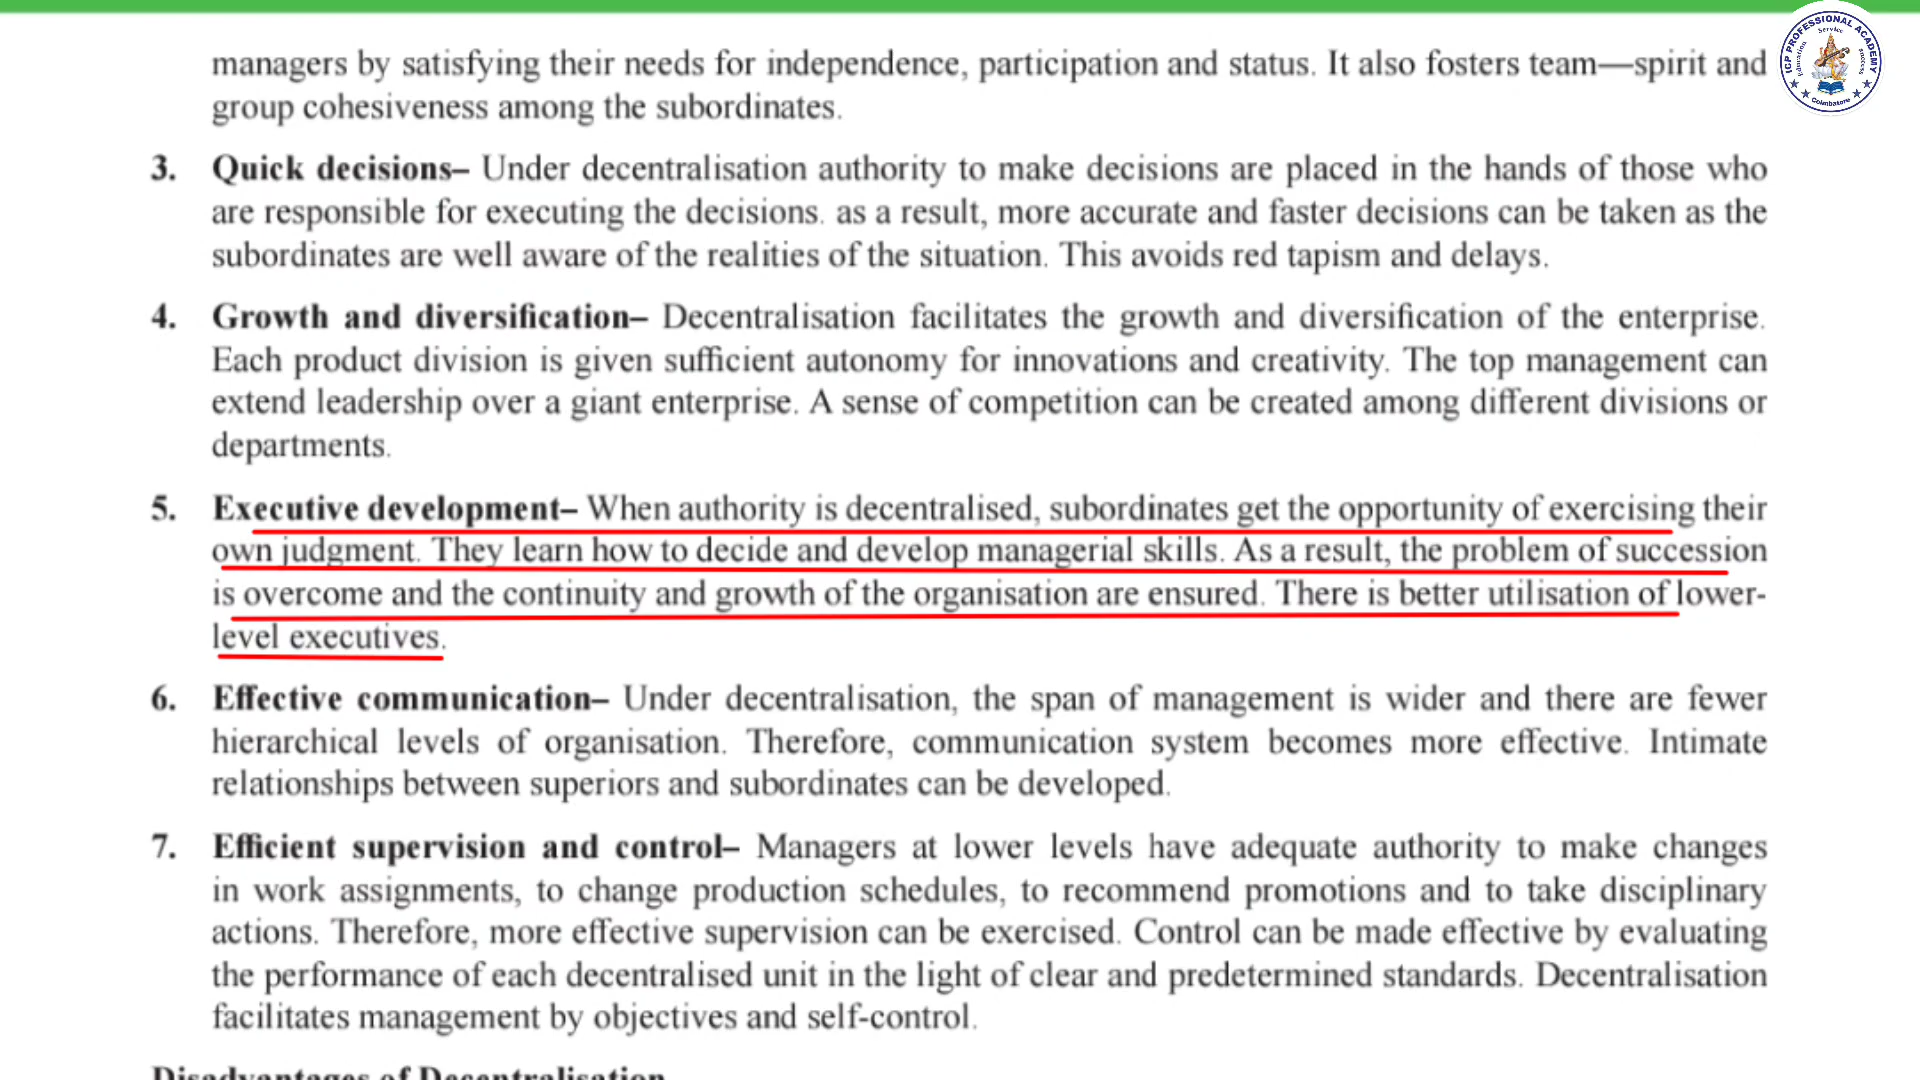 managers by satisfying their needs for independence, participation and status. It also fosters team—spirit and
group cohesiveness among the subordinates.
3. Quick decisions– Under decentralisation authority to make decisions are placed in the hands of those who
are responsible for executing the decisions. as a result, more accurate and faster decisions can be taken as the
subordinates are well aware of the realities of the situation. This avoids red tapism and delays.
4. Growth and diversification– Decentralisation facilitates the growth and diversification of the enterprise.
Each product division is given sufficient autonomy for innovations and creativity. The top management can
extend leadership over a giant enterprise. A sense of competition can be created among different divisions or
departments.
5. Executive development– When authority is decentralised, subordinates get the opportunity of exercising their
own judgment. They learn how to decide and develop managerial skills. As a result, the problem of succession
is overcome and the continuity and growth of the organisation are ensured. There is better utilisation of lower-
level executives.
6. Effective communication– Under decentralisation, the span of management is wider and there are fewer
hierarchical levels of organisation. Therefore, communication system becomes more effective. Intimate
relationships between superiors and subordinates can be developed.
7. Efficient supervision and control– Managers at lower levels have adequate authority to make changes
in work assignments, to change production schedules, to recommend promotions and to take disciplinary
actions. Therefore, more effective supervision can be exercised. Control can be made effective by evaluating
the performance of each decentralised unit in the light of clear and predetermined standards. Decentralisation
facilitates management by objectives and self-control.
Disadvantages of Decentralisation
ICP PROFESSIONAL ACADEMY
Service
Education
Success
Coimbatore